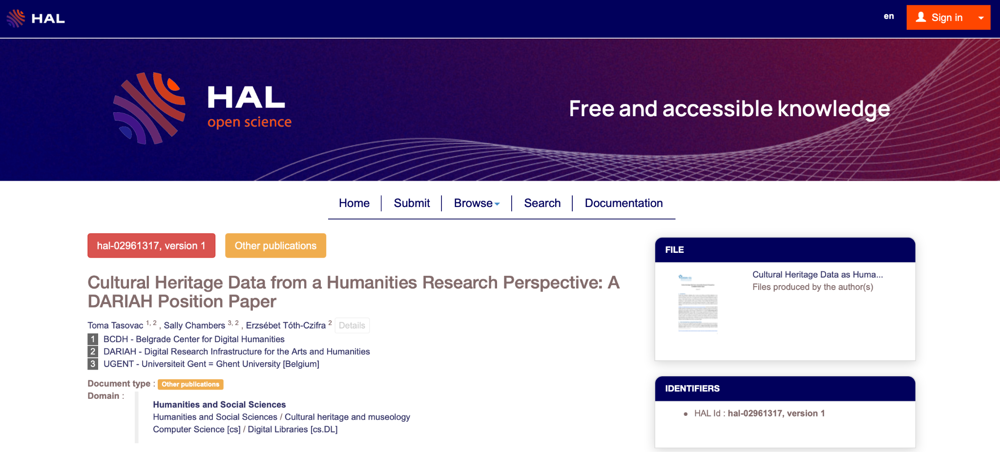 HAL
en
Sign in
HAL
open science
Free and accessible knowledge
Home
Submit
Browse
Search
Documentation
hal-02961317, version 1
Other publications
Cultural Heritage Data from a Humanities Research Perspective: A
DARIAH Position Paper
Toma Tasovac 1, 2 , Sally Chambers 3, 2 , Erzsébet Tóth-Czifra 2 Details
1 BCDH - Belgrade Center for Digital Humanities
2 DARIAH - Digital Research Infrastructure for the Arts and Humanities
3 UGENT - Universiteit Gent = Ghent University [Belgium]
Document type : Other publications
Domain :
Humanities and Social Sciences
Humanities and Social Sciences / Cultural heritage and museology
Computer Science [cs] / Digital Libraries [cs.DL]
FILE
Cultural Heritage Data as Huma...
Files produced by the author(s)
IDENTIFIERS
HAL Id : hal-02961317, version 1